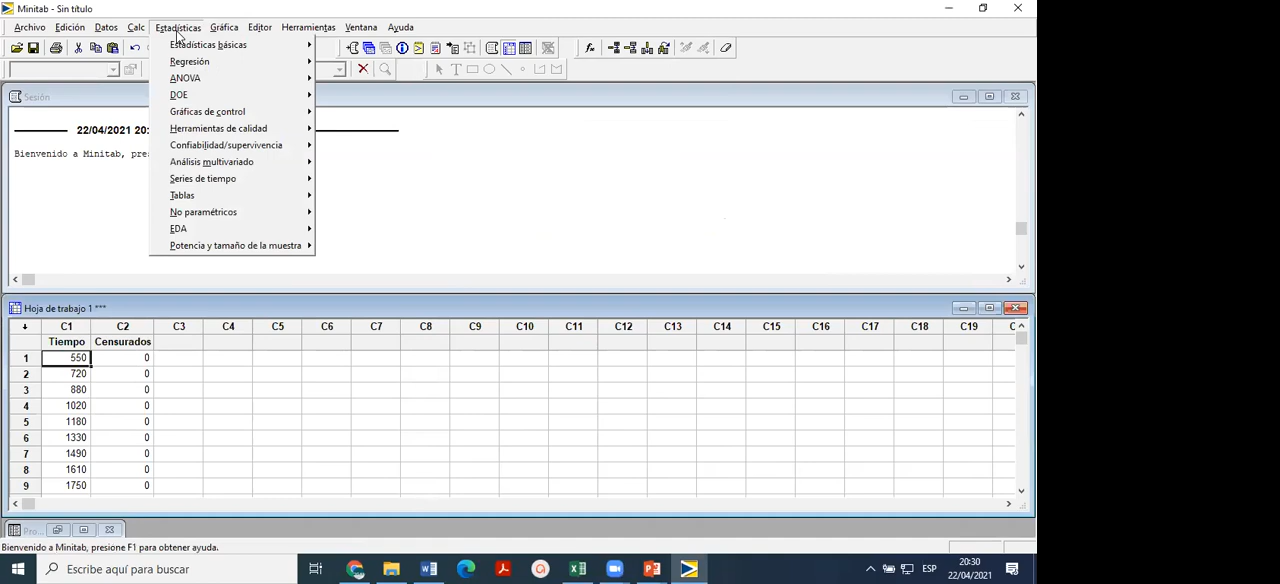 Minitab - Sin título
Archivo Edición Datos Calc Estadísticas Gráfica Editor Herramientas Ventana Ayuda
Estadísticas básicas
Regresión
ANOVA
DOE
Gráficas de control
Herramientas de calidad
Confiabilidad/supervivencia
Análisis multivariado
Series de tiempo
Tablas
No paramétricos
EDA
Potencia y tamaño de la muestra
Sesión
22/04/2021 20:
Bienvenido a Minitab, pre
Hoja de trabajo 1 ***
C1 C2 C3 C4 C5 C6 C7 C8 C9 C10 C11 C12 C13 C14 C15 C16 C17 C18 C19 C
Tiempo Censurados
1 550 0
2 720 0
3 880 0
4 1020 0
5 1180 0
6 1330 0
7 1490 0
8 1610 0
9 1750 0
Pro...
Bienvenido a Minitab, presione F1 para obtener ayuda.
Escribe aquí para buscar
ESP
20:30
22/04/2021